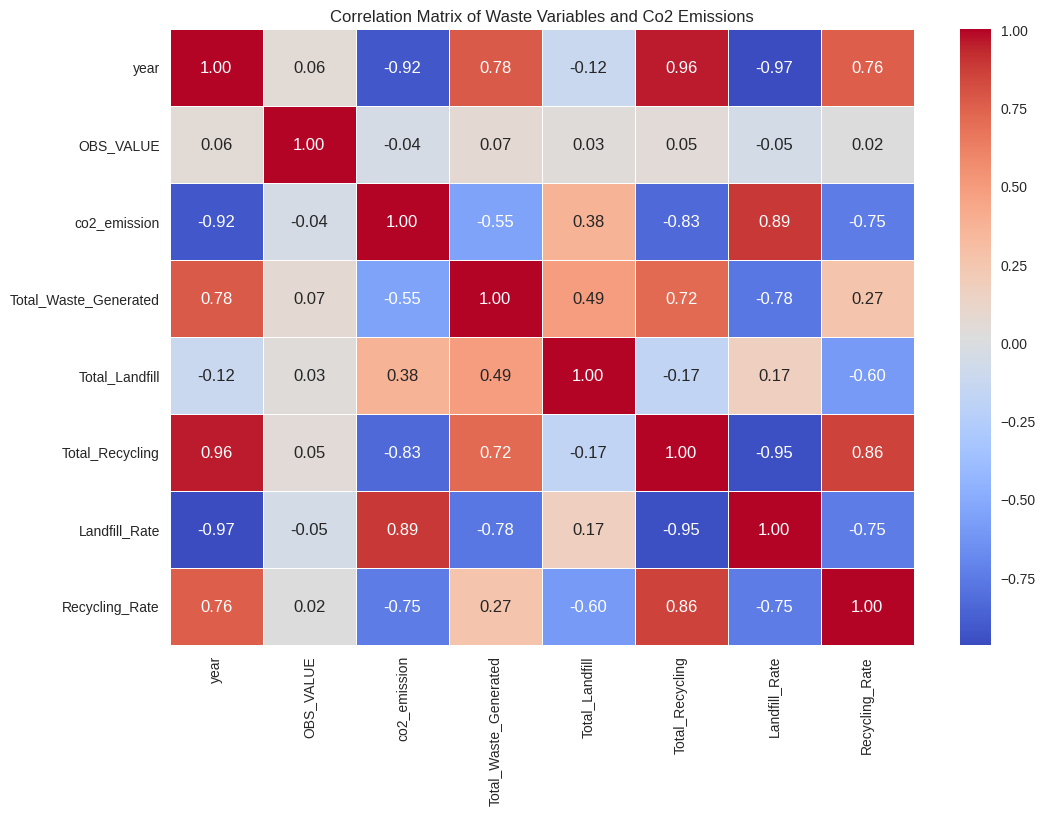 Correlation Matrix of Waste Variables and Co2 Emissions
year 1.00 0.06 -0.92 0.78 -0.12 0.96 -0.97 0.76
OBS_VALUE 0.06 1.00 -0.04 0.07 0.03 0.05 -0.05 0.02
co2_emission -0.92 -0.04 1.00 -0.55 0.38 -0.83 0.89 -0.75
Total_Waste_Generated 0.78 0.07 -0.55 1.00 0.49 0.72 -0.78 0.27
Total_Landfill -0.12 0.03 0.38 0.49 1.00 -0.17 0.17 -0.60
Total_Recycling 0.96 0.05 -0.83 0.72 -0.17 1.00 -0.95 0.86
Landfill_Rate -0.97 -0.05 0.89 -0.78 0.17 -0.95 1.00 -0.75
Recycling_Rate 0.76 0.02 -0.75 0.27 -0.60 0.86 -0.75 1.00
year
OBS_VALUE
co2_emission
Total_Waste_Generated
Total_Landfill
Total_Recycling
Landfill_Rate
Recycling_Rate
1.00
0.75
0.50
0.25
0.00
−0.25
−0.50
−0.75